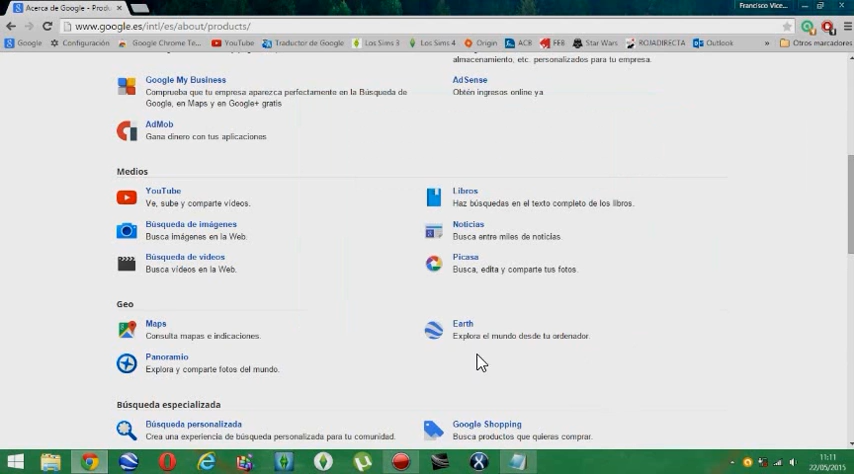 Francisco Vice...
Acerca de Google - Produ
www.google.es/intl/es/about/products/
Google Configuración Google Chrome Te... YouTube Traductor de Google Los Sims 3 Los Sims 4 Origin ACB FEB Star Wars ROJADIRECTA Outlook » Otros marcadores
almacenamiento, etc. personalizados para tu empresa.
Google My Business
Comprueba que tu empresa aparezca perfectamente en la Búsqueda de
Google, en Maps y en Google+ gratis
AdSense
Obtén ingresos online ya
AdMob
Gana dinero con tus aplicaciones
Medios
YouTube
Ve, sube y comparte vídeos.
Libros
Haz búsquedas en el texto completo de los libros.
Búsqueda de imágenes
Busca imágenes en la Web.
Noticias
Busca entre miles de noticias.
Búsqueda de vídeos
Busca vídeos en la Web.
Picasa
Busca, edita y comparte tus fotos.
Geo
Maps
Consulta mapas e indicaciones.
Earth
Explora el mundo desde tu ordenador.
Panoramio
Explora y comparte fotos del mundo.
Búsqueda especializada
Búsqueda personalizada
Crea una experiencia de búsqueda personalizada para tu comunidad.
Google Shopping
Busca productos que quieras comprar.
11:11
22/05/2015